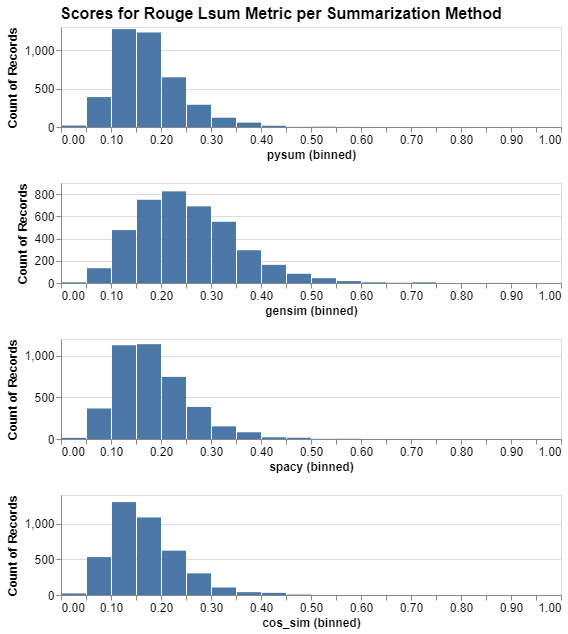 Scores for Rouge Lsum Metric per Summarization Method
Count of Records
1,000
500
0
0.00 0.10 0.20 0.30 0.40 0.50 0.60 0.70 0.80 0.90 1.00
pysum (binned)
Count of Records
800
600
400
200
0
0.00 0.10 0.20 0.30 0.40 0.50 0.60 0.70 0.80 0.90 1.00
gensim (binned)
Count of Records
1,000
500
0
0.00 0.10 0.20 0.30 0.40 0.50 0.60 0.70 0.80 0.90 1.00
spacy (binned)
Count of Records
1,000
500
0
0.00 0.10 0.20 0.30 0.40 0.50 0.60 0.70 0.80 0.90 1.00
cos_sim (binned)